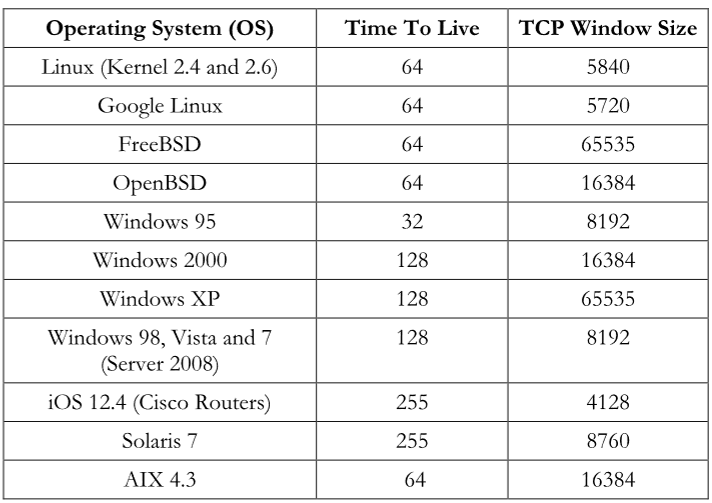 Operating System (OS) Time To Live TCP Window Size
Linux (Kernel 2.4 and 2.6) 64 5840
Google Linux 64 5720
FreeBSD 64 65535
OpenBSD 64 16384
Windows 95 32 8192
Windows 2000 128 16384
Windows XP 128 65535
Windows 98, Vista and 7 128 8192
(Server 2008)
iOS 12.4 (Cisco Routers) 255 4128
Solaris 7 255 8760
AIX 4.3 64 16384